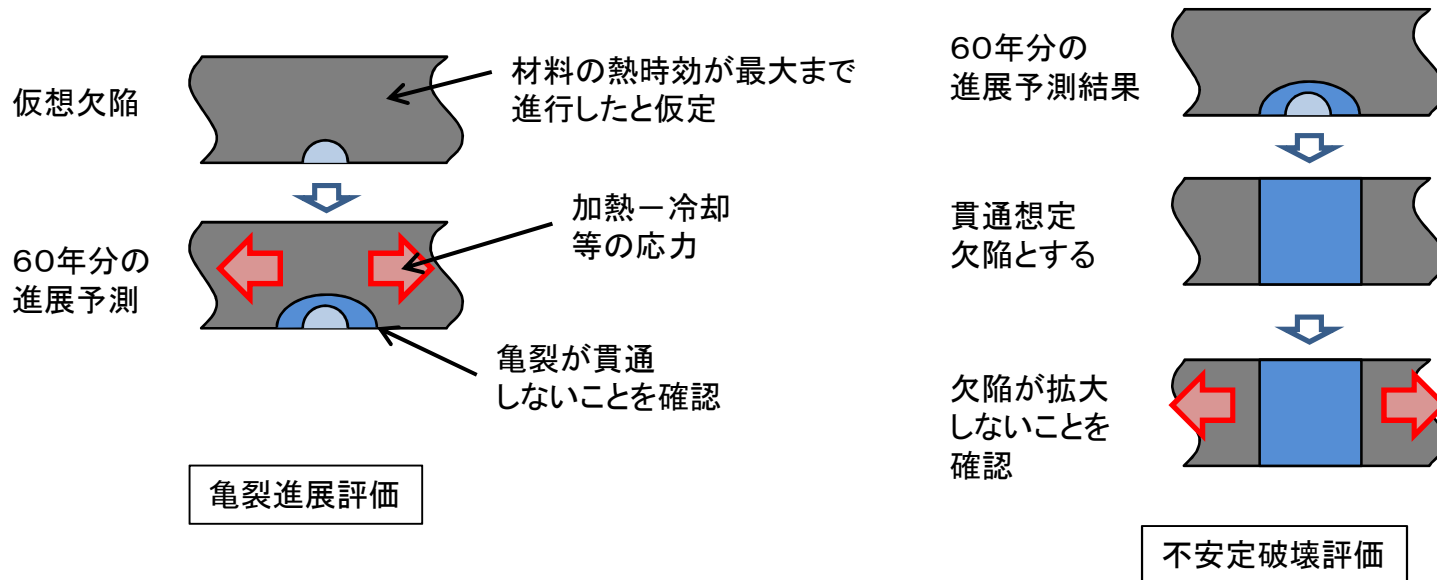 仮想欠陥
材料の熱時効が最大まで
進行したと仮定
60年分の
進展予測
加熱－冷却
等の応力
亀裂が貫通
しないことを確認
亀裂進展評価
60年分の
進展予測結果
貫通想定
欠陥とする
欠陥が拡大
しないことを
確認
不安定破壊評価